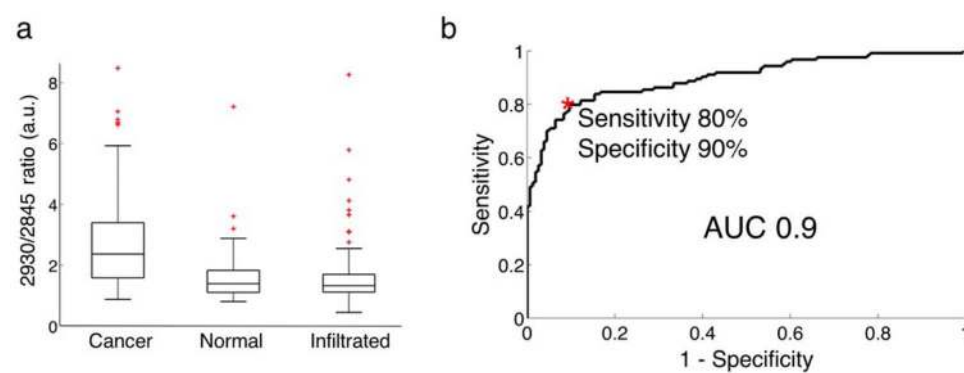 a
2930/2845 ratio (a.u.)
8
6
4
2
0
Cancer Normal Infiltrated
b
Sensitivity
1
0.8
0.6
0.4
0.2
0
Sensitivity 80%
Specificity 90%
AUC 0.9
0 0.2 0.4 0.6 0.8 1
1 - Specificity